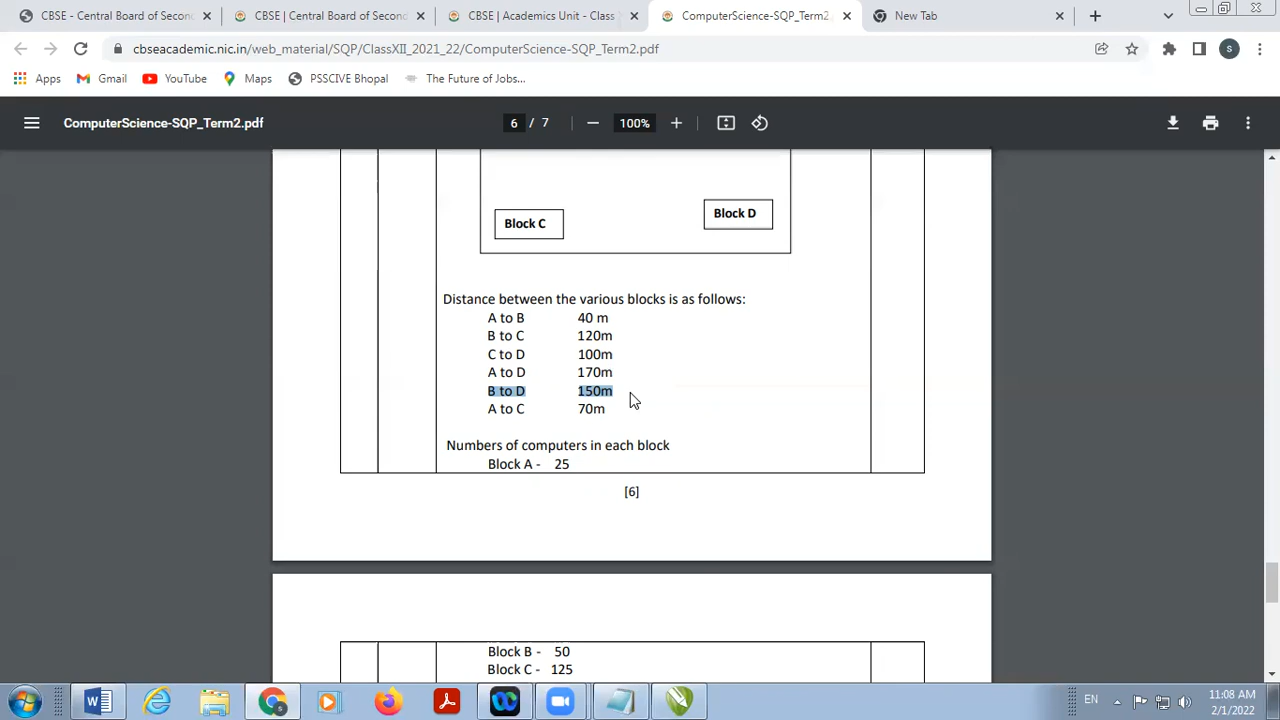 CBSE - Central Board of Second
CBSE | Central Board of Second
CBSE | Academics Unit - Class
ComputerScience-SQP_Term2.
New Tab
cbseacademic.nic.in/web_material/SQP/ClassXII_2021_22/ComputerScience-SQP_Term2.pdf
S
Apps
Gmail
YouTube
Maps
PSSCIVE Bhopal
The Future of Jobs...
ComputerScience-SQP_Term2.pdf
6 / 7
100%
Block C
Block D
Distance between the various blocks is as follows:
A to B 40 m
B to C 120m
C to D 100m
A to D 170m
B to D 150m
A to C 70m
Numbers of computers in each block
Block A - 25
[6]
Block B - 50
Block C - 125
EN
11:08 AM
2/1/2022